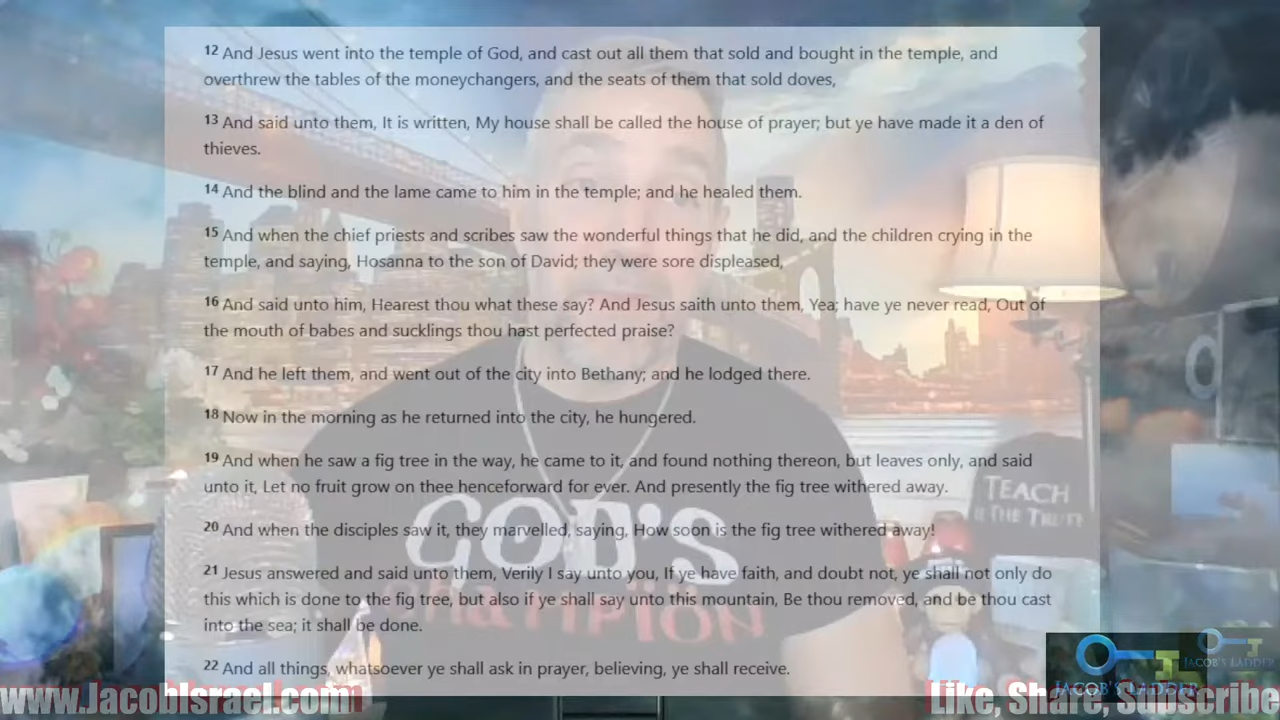 12 And Jesus went into the temple of God, and cast out all them that sold and bought in the temple, and
overthrew the tables of the moneychangers, and the seats of them that sold doves,
13 And said unto them, It is written, My house shall be called the house of prayer; but ye have made it a den of
thieves.
14 And the blind and the lame came to him in the temple; and he healed them.
15 And when the chief priests and scribes saw the wonderful things that he did, and the children crying in the
temple, and saying, Hosanna to the son of David; they were sore displeased,
16 And said unto him, Hearest thou what these say? And Jesus saith unto them, Yea; have ye never read, Out of
the mouth of babes and sucklings thou hast perfected praise?
17 And he left them, and went out of the city into Bethany; and he lodged there.
18 Now in the morning as he returned into the city, he hungered.
19 And when he saw a fig tree in the way, he came to it, and found nothing thereon, but leaves only, and said
unto it, Let no fruit grow on thee henceforward for ever. And presently the fig tree withered away.
20 And when the disciples saw it, they marvelled, saying, How soon is the fig tree withered away!
21 Jesus answered and said unto them, Verily I say unto you, If ye have faith, and doubt not, ye shall not only do
this which is done to the fig tree, but also if ye shall say unto this mountain, Be thou removed, and be thou cast
into the sea; it shall be done.
22 And all things, whatsoever ye shall ask in prayer, believing, ye shall receive.
GOD'S
TEACH
THE TRUTH
JACOB'S LADDER
JACOB'S LADDER
www.JacobIsrael.com
Like, Share, Subscribe